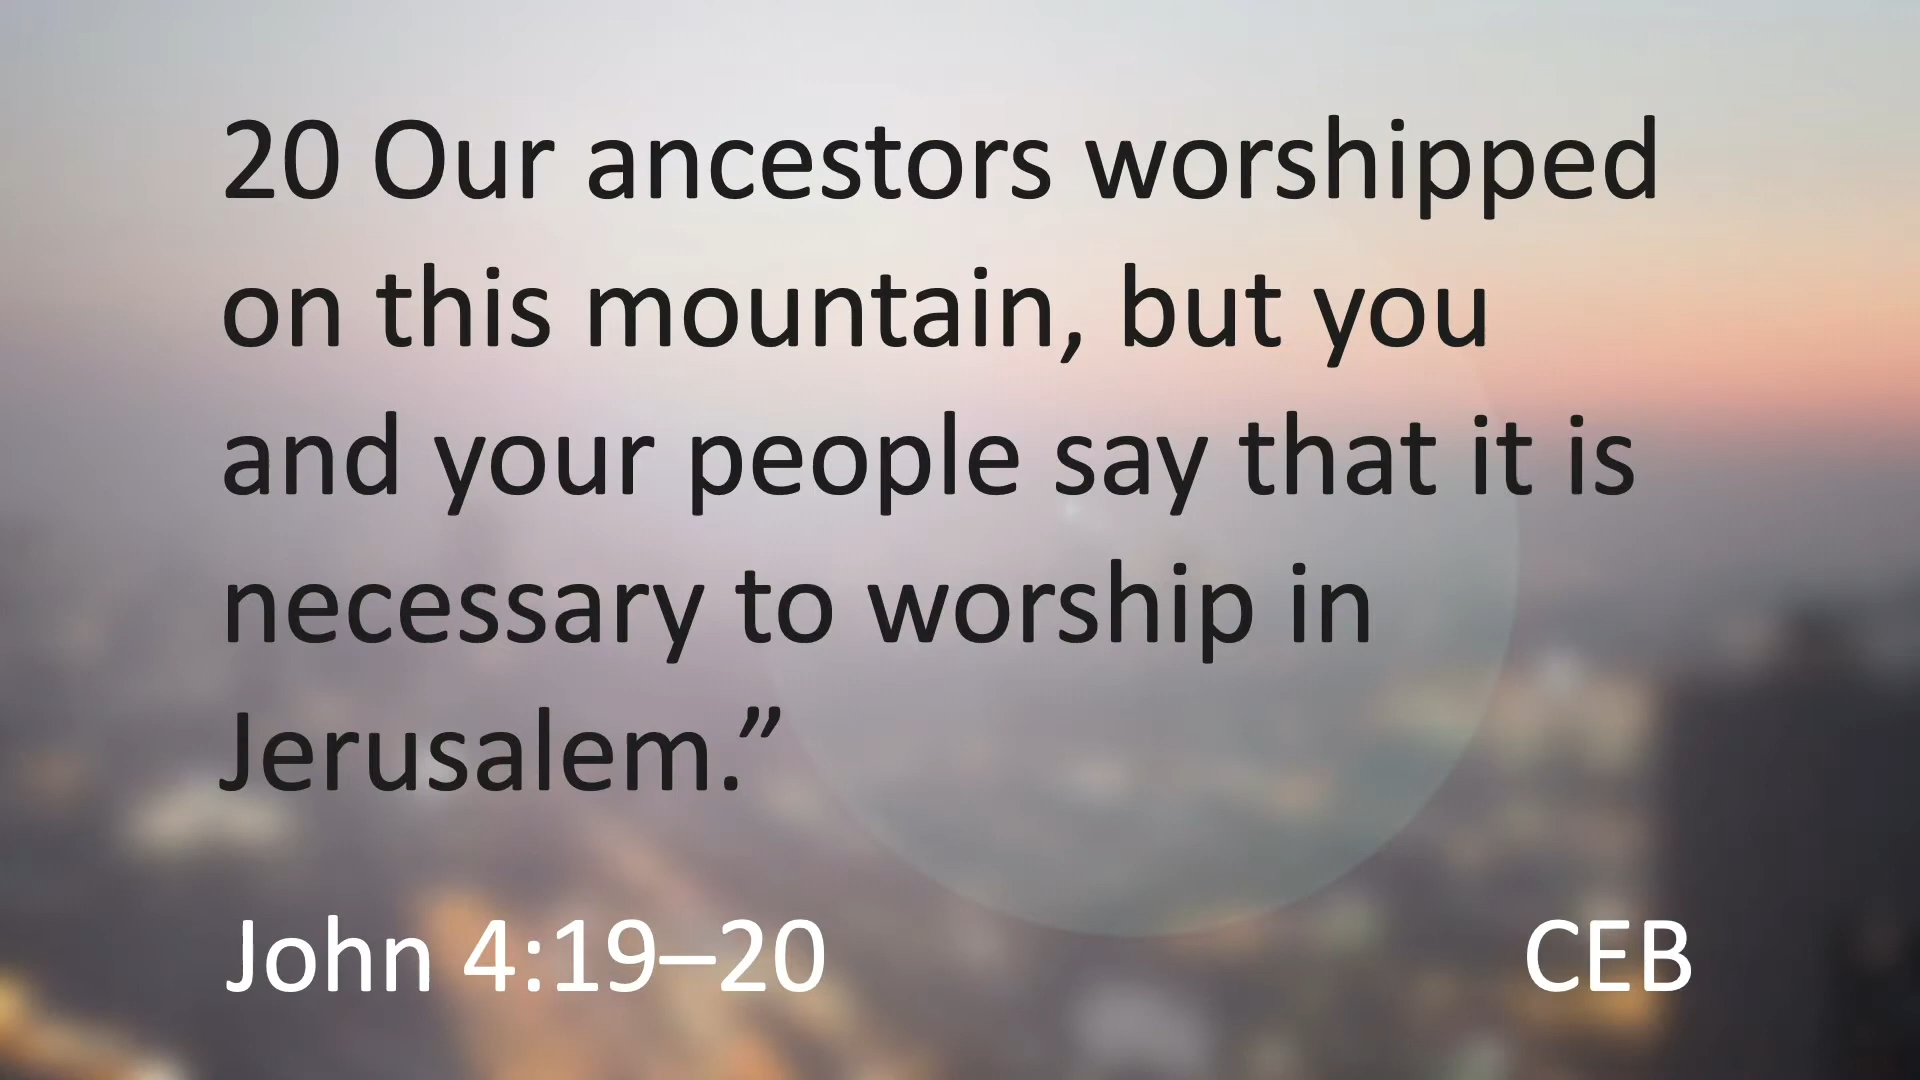 20 Our ancestors worshipped
on this mountain, but you
and your people say that it is
necessary to worship in
Jerusalem.”
John 4:19–20 CEB